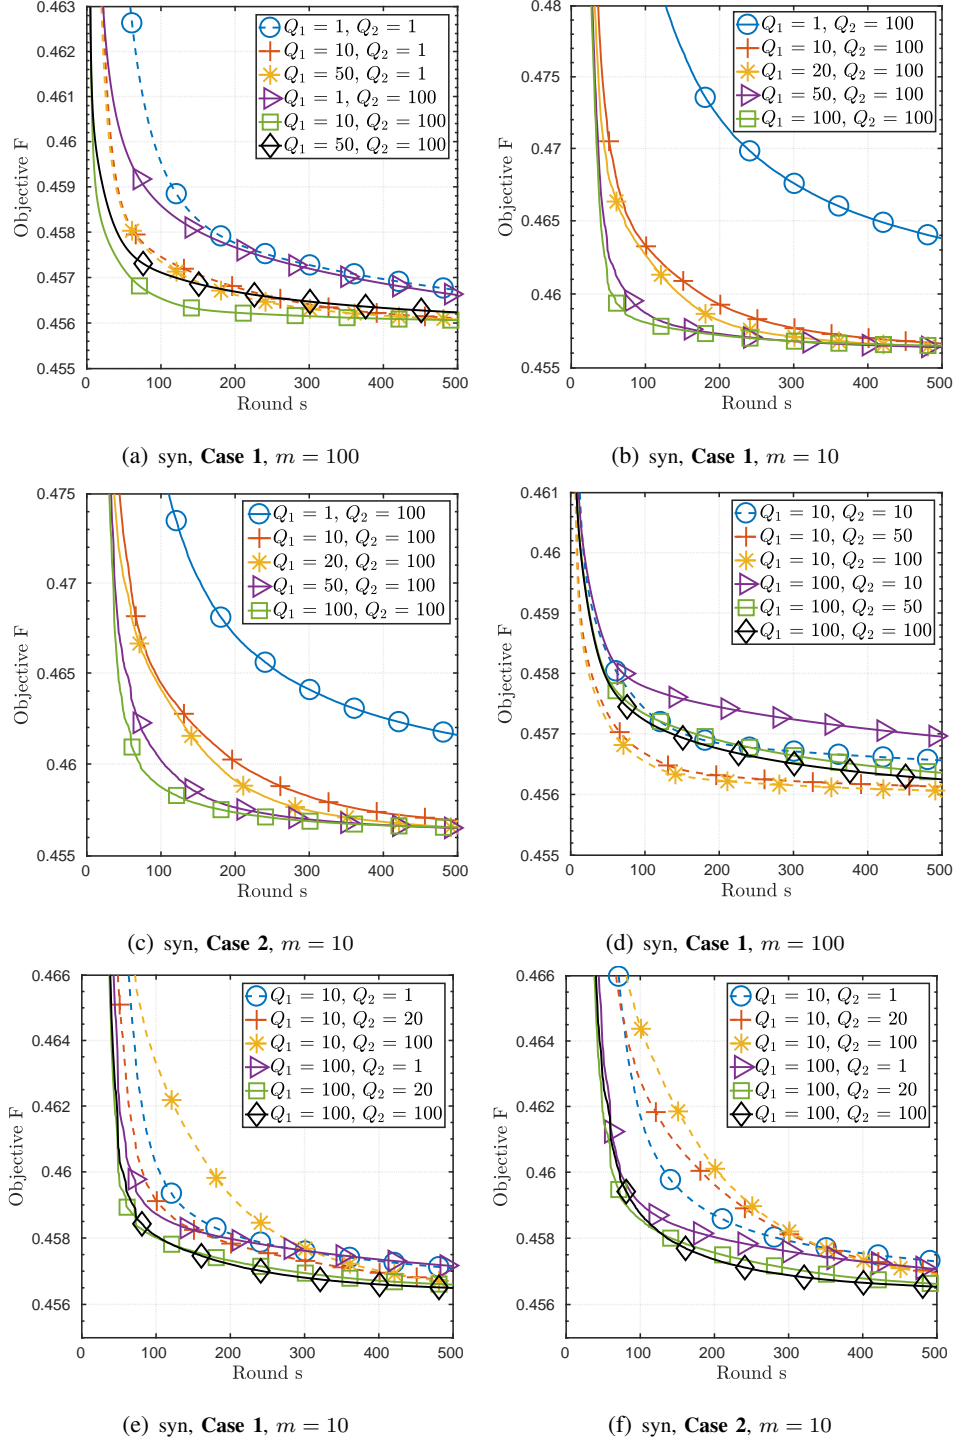 0.463
0.462
0.461
0.46
0.459
0.458
0.457
0.456
0.455
Objective F
Q1 = 1, Q2 = 1
Q1 = 10, Q2 = 1
Q1 = 50, Q2 = 1
Q1 = 1, Q2 = 100
Q1 = 10, Q2 = 100
Q1 = 50, Q2 = 100
0 100 200 300 400 500
Round s
(a) syn, Case 1, m = 100
0.48
0.475
0.47
0.465
0.46
0.455
Objective F
Q1 = 1, Q2 = 100
Q1 = 10, Q2 = 100
Q1 = 20, Q2 = 100
Q1 = 50, Q2 = 100
Q1 = 100, Q2 = 100
0 100 200 300 400 500
Round s
(b) syn, Case 1, m = 10
0.475
0.47
0.465
0.46
0.455
Objective F
Q1 = 1, Q2 = 100
Q1 = 10, Q2 = 100
Q1 = 20, Q2 = 100
Q1 = 50, Q2 = 100
Q1 = 100, Q2 = 100
0 100 200 300 400 500
Round s
(c) syn, Case 2, m = 10
0.461
0.46
0.459
0.458
0.457
0.456
0.455
Objective F
Q1 = 10, Q2 = 10
Q1 = 10, Q2 = 50
Q1 = 10, Q2 = 100
Q1 = 100, Q2 = 10
Q1 = 100, Q2 = 50
Q1 = 100, Q2 = 100
0 100 200 300 400 500
Round s
(d) syn, Case 1, m = 100
0.466
0.464
0.462
0.46
0.458
0.456
Objective F
Q1 = 10, Q2 = 1
Q1 = 10, Q2 = 20
Q1 = 10, Q2 = 100
Q1 = 100, Q2 = 1
Q1 = 100, Q2 = 20
Q1 = 100, Q2 = 100
0 100 200 300 400 500
Round s
(e) syn, Case 1, m = 10
0.466
0.464
0.462
0.46
0.458
0.456
Objective F
Q1 = 10, Q2 = 1
Q1 = 10, Q2 = 20
Q1 = 10, Q2 = 100
Q1 = 100, Q2 = 1
Q1 = 100, Q2 = 20
Q1 = 100, Q2 = 100
0 100 200 300 400 500
Round s
(f) syn, Case 2, m = 10